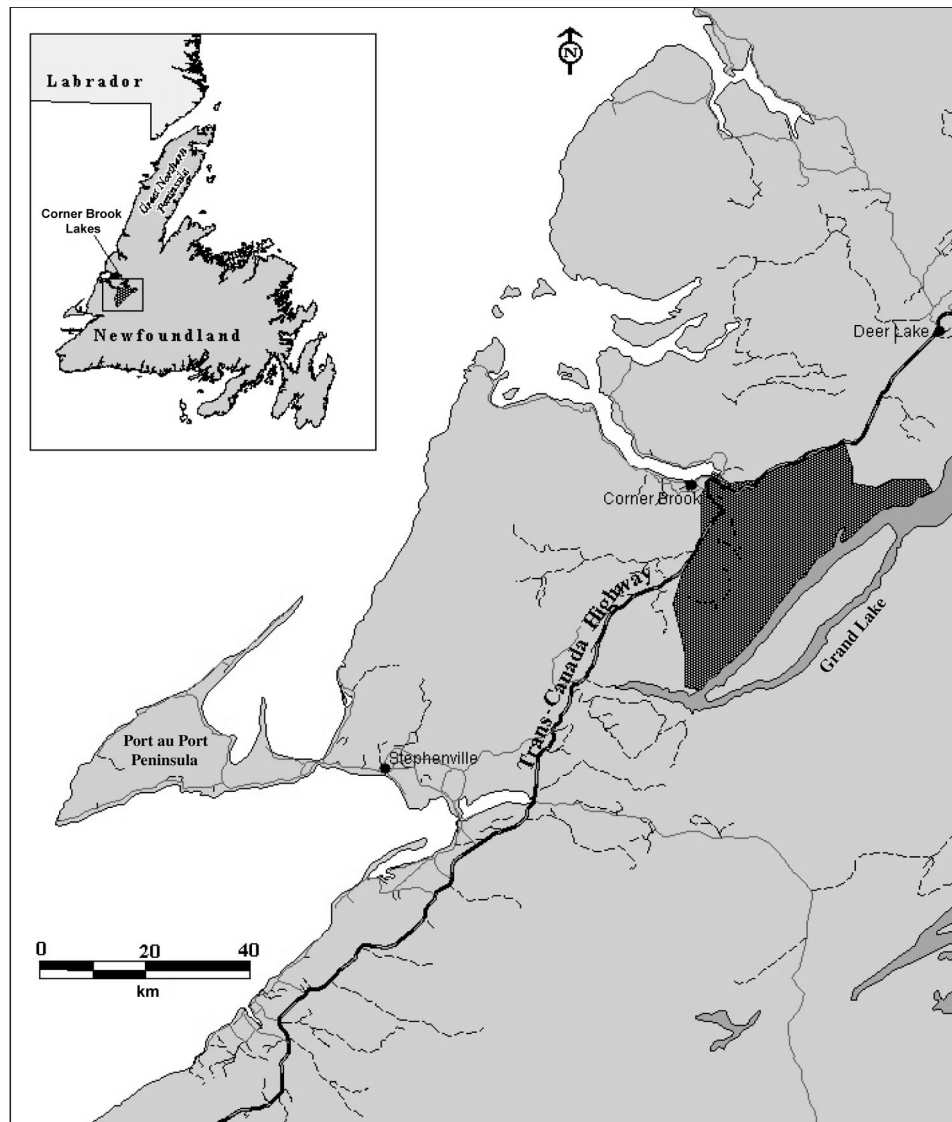 Labrador
Great Northern
Peninsula
Corner Brook
Lakes
Newfoundland
N
Deer Lake
Corner Brook
Trans-Canada Highway
Grand Lake
Port au Port
Peninsula
Stephenville
0 20 40
km